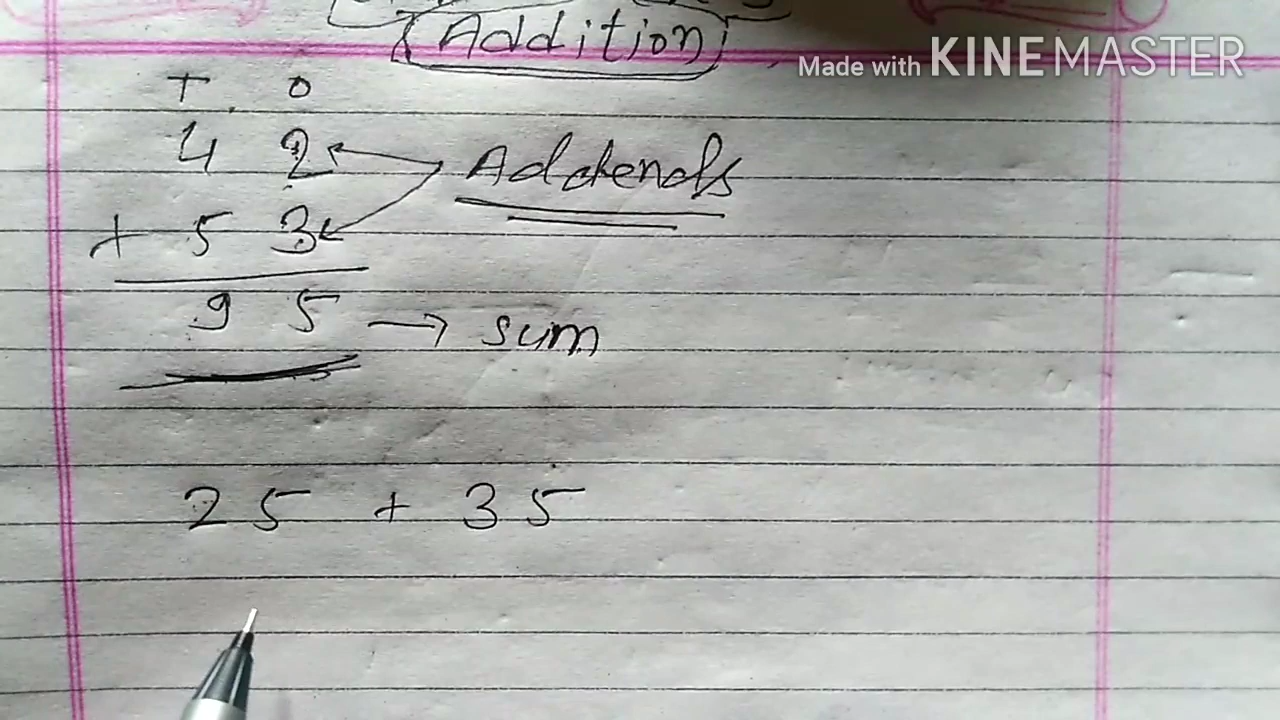 Addition
Made with KINEMASTER
T O
4 2
Addends
+ 5 3
9 5 → sum
25 + 35